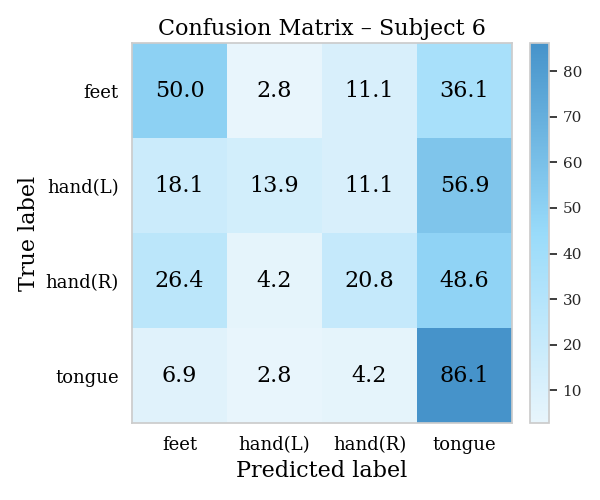 Confusion Matrix – Subject 6
True label
feet 50.0 2.8 11.1 36.1
hand(L) 18.1 13.9 11.1 56.9
hand(R) 26.4 4.2 20.8 48.6
tongue 6.9 2.8 4.2 86.1
feet hand(L) hand(R) tongue
Predicted label
80
70
60
50
40
30
20
10